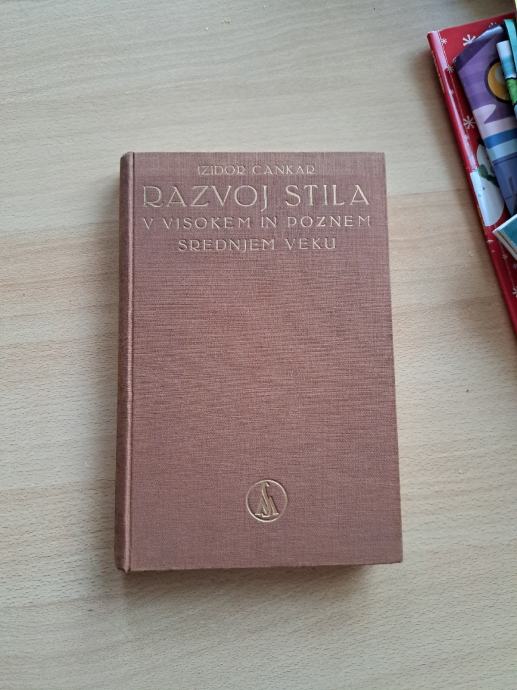 IZIDOR CANKAR
RAZVOJ STILA
V VISOKEM IN POZNEM
SREDNJEM VEKU